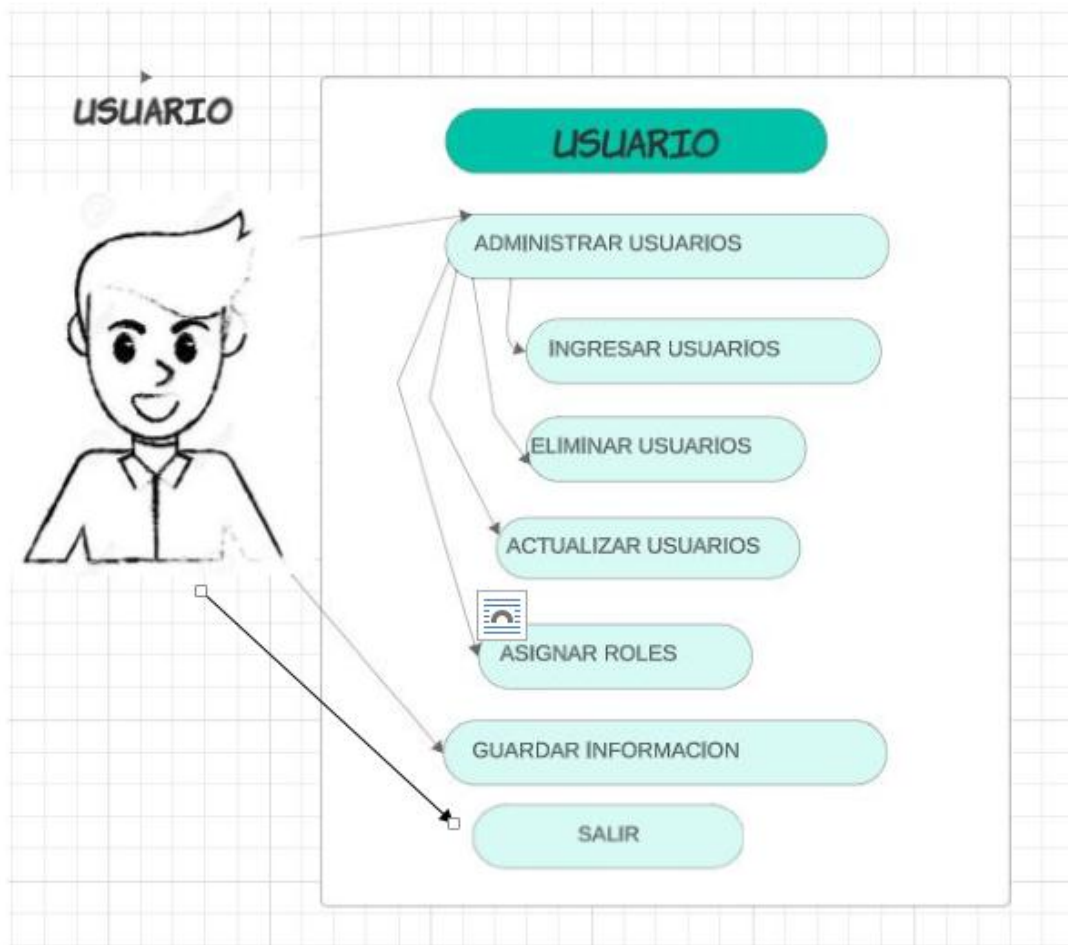 USUARIO
USUARIO
ADMINISTRAR USUARIOS
INGRESAR USUARIOS
ELIMINAR USUARIOS
ACTUALIZAR USUARIOS
ASIGNAR ROLES
GUARDAR INFORMACION
SALIR